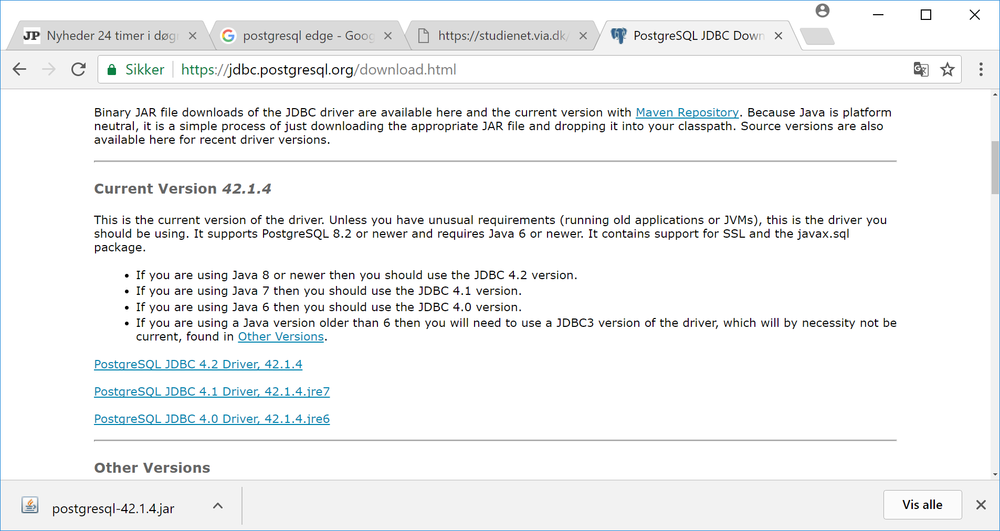 JP Nyheder 24 timer i døgn
postgresql edge - Goog
https://studienet.via.dk/
PostgreSQL JDBC Down
Sikker https://jdbc.postgresql.org/download.html
Binary JAR file downloads of the JDBC driver are available here and the current version with Maven Repository. Because Java is platform
neutral, it is a simple process of just downloading the appropriate JAR file and dropping it into your classpath. Source versions are also
available here for recent driver versions.
Current Version 42.1.4
This is the current version of the driver. Unless you have unusual requirements (running old applications or JVMs), this is the driver you
should be using. It supports PostgreSQL 8.2 or newer and requires Java 6 or newer. It contains support for SSL and the javax.sql
package.
• If you are using Java 8 or newer then you should use the JDBC 4.2 version.
• If you are using Java 7 then you should use the JDBC 4.1 version.
• If you are using Java 6 then you should use the JDBC 4.0 version.
• If you are using a Java version older than 6 then you will need to use a JDBC3 version of the driver, which will by necessity not be
current, found in Other Versions.
PostgreSQL JDBC 4.2 Driver, 42.1.4
PostgreSQL JDBC 4.1 Driver, 42.1.4.jre7
PostgreSQL JDBC 4.0 Driver, 42.1.4.jre6
Other Versions
postgresql-42.1.4.jar
Vis alle